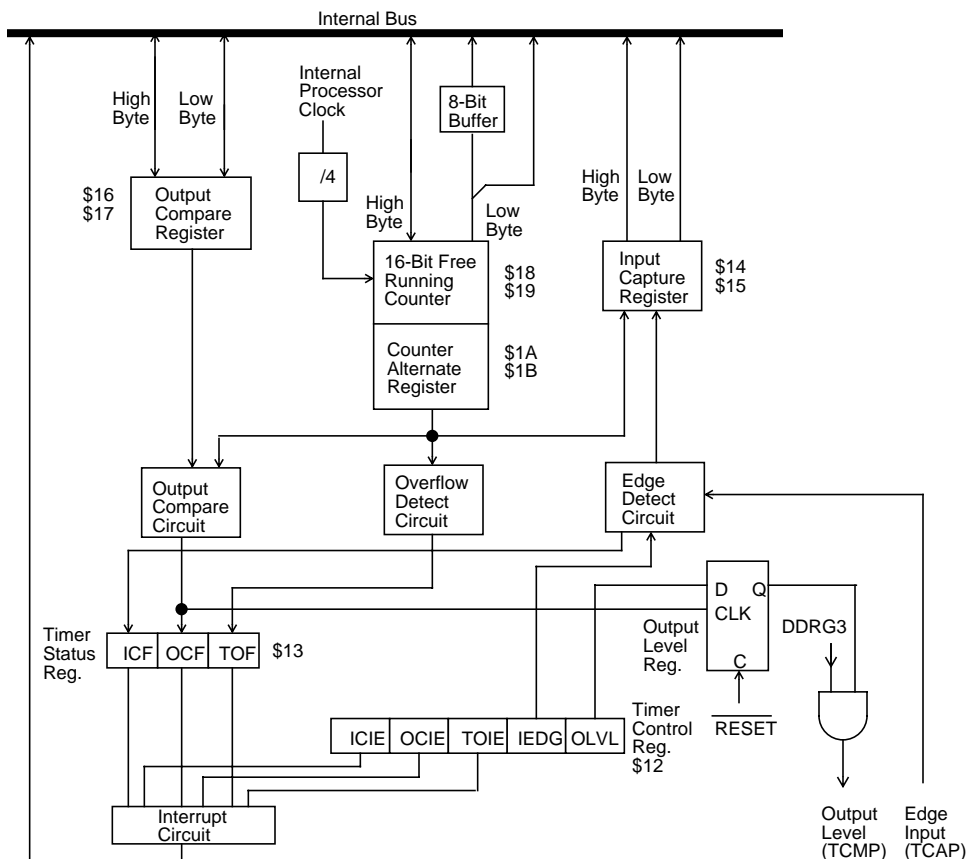 Internal Bus
Internal
Processor
Clock
High
Byte
Low
Byte
8-Bit
Buffer
/4
High
Byte
Low
Byte
High
Byte
Low
Byte
$16
$17
Output
Compare
Register
16-Bit Free
Running
Counter
$18
$19
Input
Capture
Register
$14
$15
Counter
Alternate
Register
$1A
$1B
Output
Compare
Circuit
Overflow
Detect
Circuit
Edge
Detect
Circuit
D Q
CLK
C
Output
Level
Reg.
DDRG3
RESET
Timer
Status
Reg.
ICF OCF TOF
$13
ICIE OCIE TOIE IEDG OLVL
Timer
Control
Reg.
$12
Interrupt
Circuit
Output
Level
(TCMP)
Edge
Input
(TCAP)